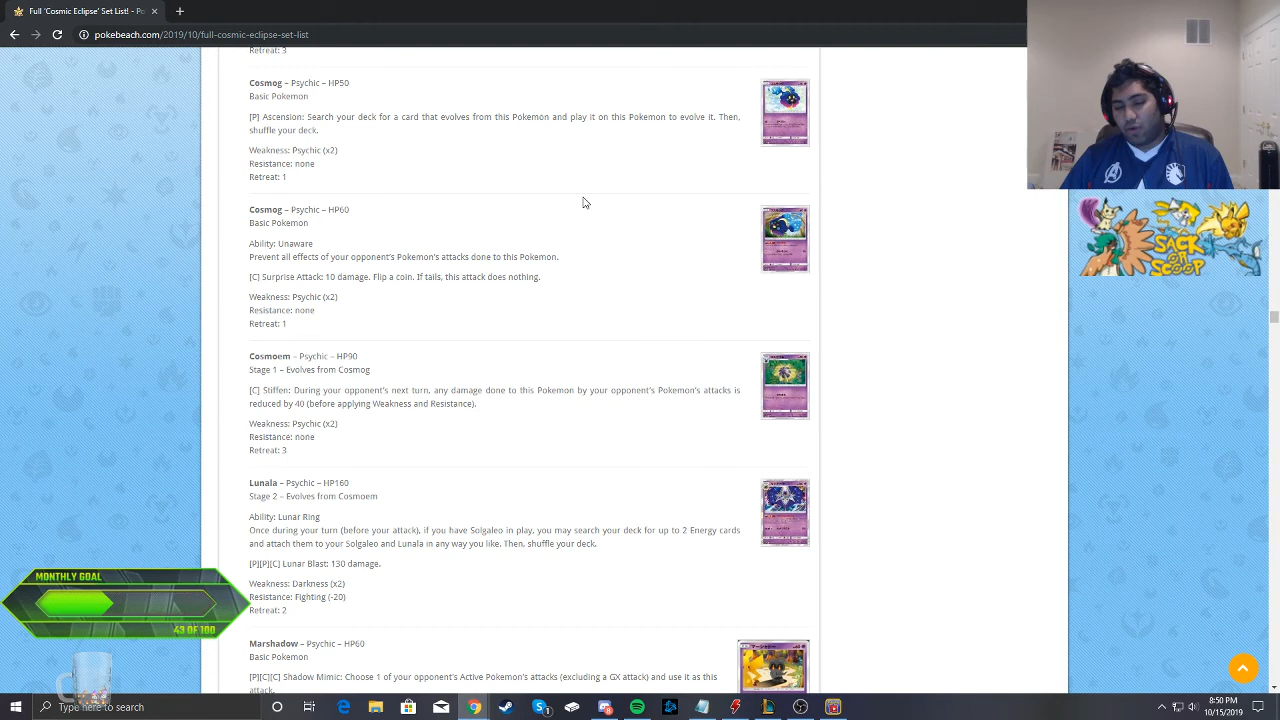 Full 'Cosmic Eclipse' Set List! - Po
pokebeach.com/2019/10/full-cosmic-eclipse-set-list
Retreat: 3
Cosmog – Psychic – HP50
Basic Pokemon
[P] Ascension: Search your deck for a card that evolves from this Pokemon and play it on this Pokemon to evolve it. Then,
shuffle your deck.
Weakness: Psychic (x2)
Resistance: none
Retreat: 1
Cosmog – Psychic – HP60
Basic Pokemon
Ability: Unaware
Prevent all effects of your opponent's Pokemon's attacks done to this Pokemon.
[C] Surprise Attack: 10 damage. Flip a coin. If tails, this attack does nothing.
Weakness: Psychic (x2)
Resistance: none
Retreat: 1
Cosmoem – Psychic – HP90
Stage 1 – Evolves from Cosmog
[C] Stiffen: During your opponent's next turn, any damage done to this Pokemon by your opponent's Pokemon's attacks is
reduced by 40 (before applying Weakness and Resistance).
Weakness: Psychic (x2)
Resistance: none
Retreat: 3
Lunala – Psychic – HP160
Stage 2 – Evolves from Cosmoem
Ability: Lunar Ring
Once during your turn (before your attack), if you have Solgaleo in play, you may search your deck for up to 2 Energy cards
and attach them to your Solgaleo and Lunala in any way you like. Then, shuffle your deck.
[P][P][C] Lunar Blast: 130 damage.
Weakness: Darkness (x2)
Resistance: Fighting (-20)
Retreat: 2
Marshadow – Psychic – HP60
Basic Pokemon
[P][C][C] Shadow Mimic: Choose 1 of your opponent's Active Pokemon's attacks (excluding a GX attack) and use it as this
attack.
SACK
OR
SCOOP
MONTHLY GOAL
43 OF 100
Type here to search
8:50 PM
10/15/2019